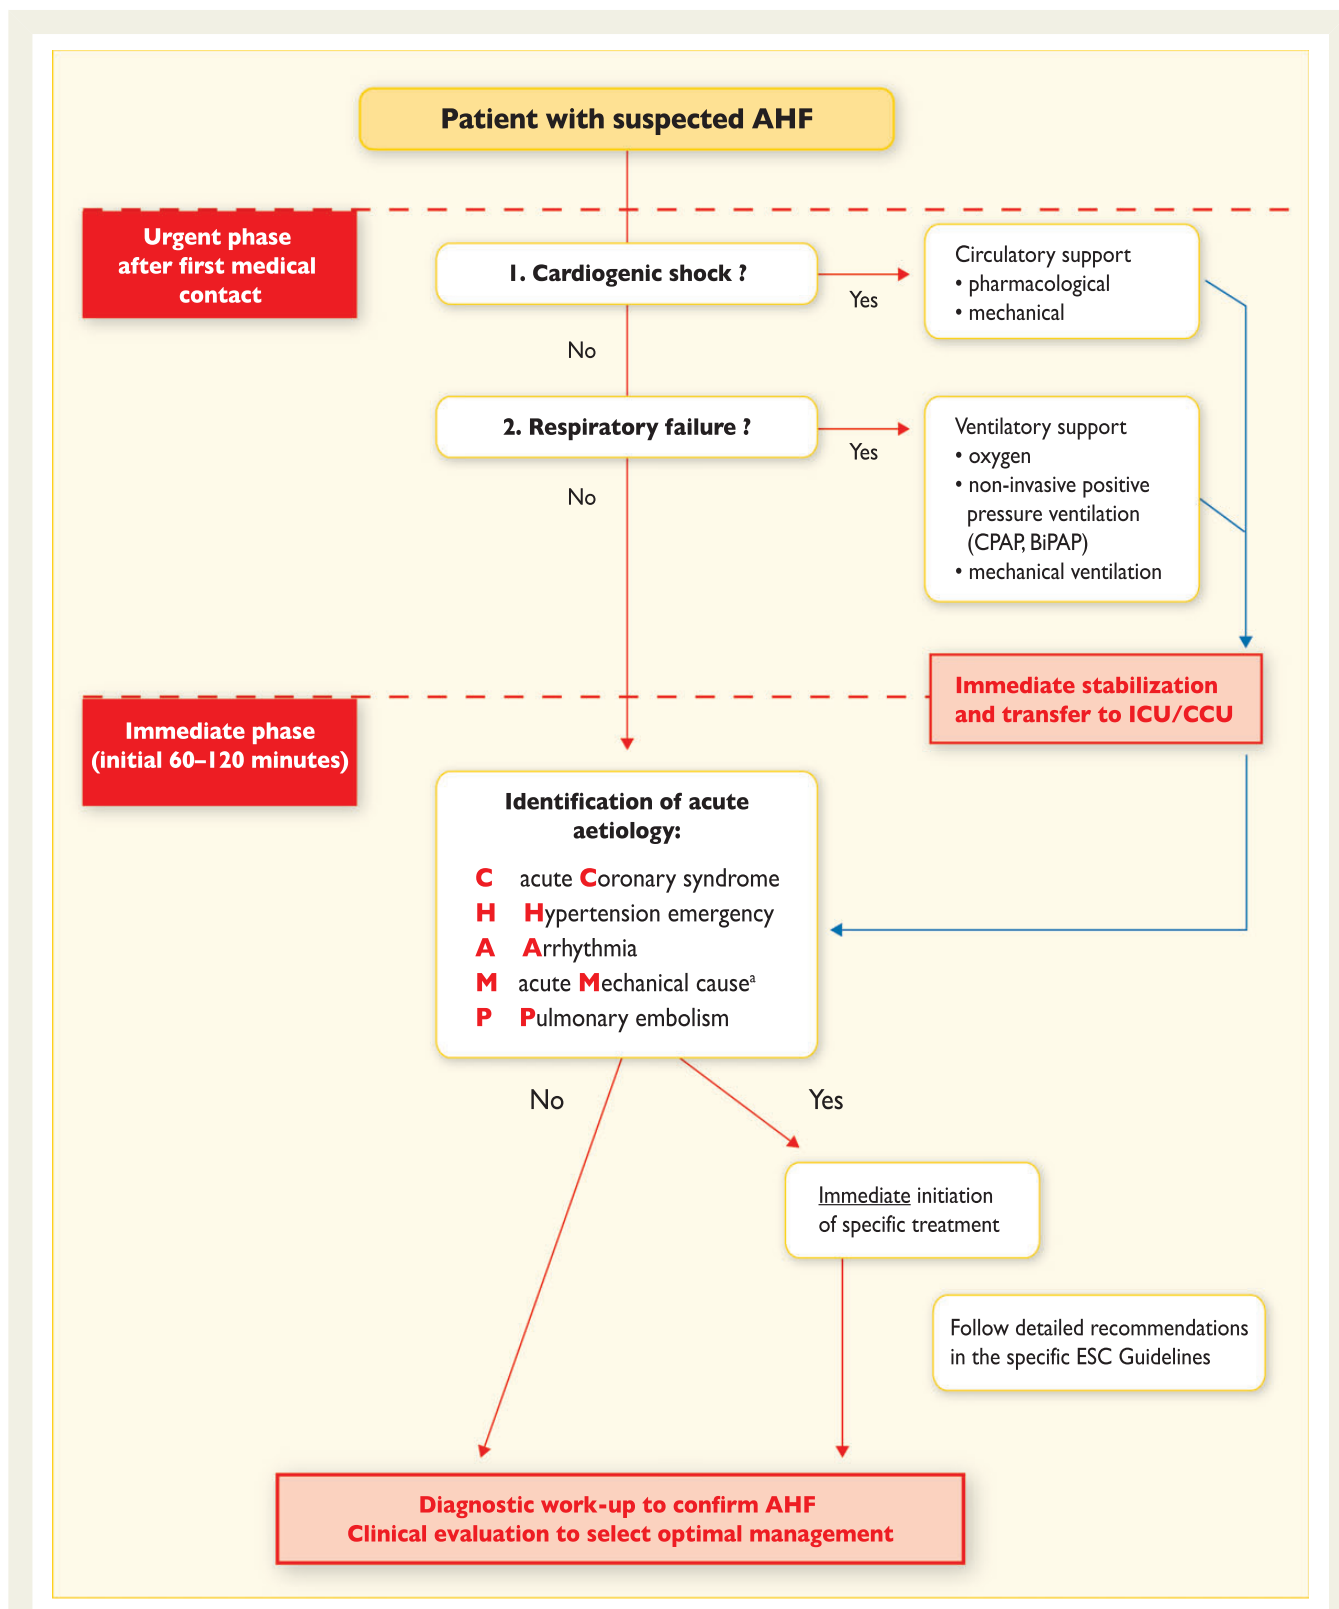 Patient with suspected AHF
Urgent phase
after first medical
contact
1. Cardiogenic shock ?
Yes
Circulatory support
• pharmacological
• mechanical
No
2. Respiratory failure ?
Yes
Ventilatory support
• oxygen
• non-invasive positive
pressure ventilation
(CPAP, BiPAP)
• mechanical ventilation
No
Immediate stabilization
and transfer to ICU/CCU
Immediate phase
(initial 60–120 minutes)
Identification of acute
aetiology:
C acute Coronary syndrome
H Hypertension emergency
A Arrhythmia
M acute Mechanical causeᵃ
P Pulmonary embolism
No
Yes
Immediate initiation
of specific treatment
Follow detailed recommendations
in the specific ESC Guidelines
Diagnostic work-up to confirm AHF
Clinical evaluation to select optimal management